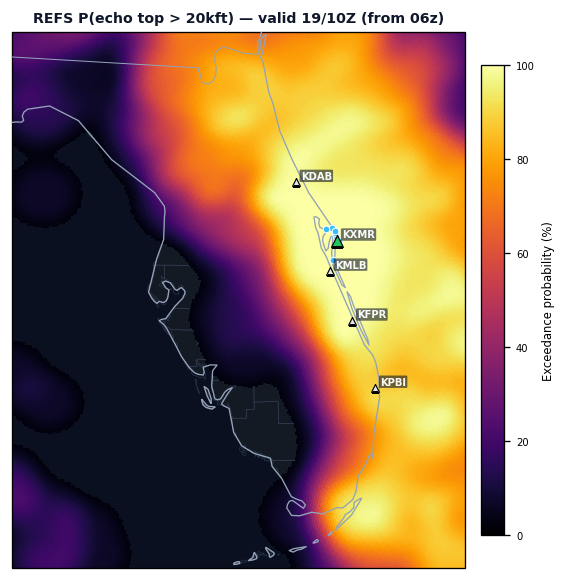 REFS P(echo top > 20kft) — valid 19/10Z (from 06z)
KDAB
KXMR
KMLB
KFPR
KPBI
100
80
60
40
20
0
Exceedance probability (%)